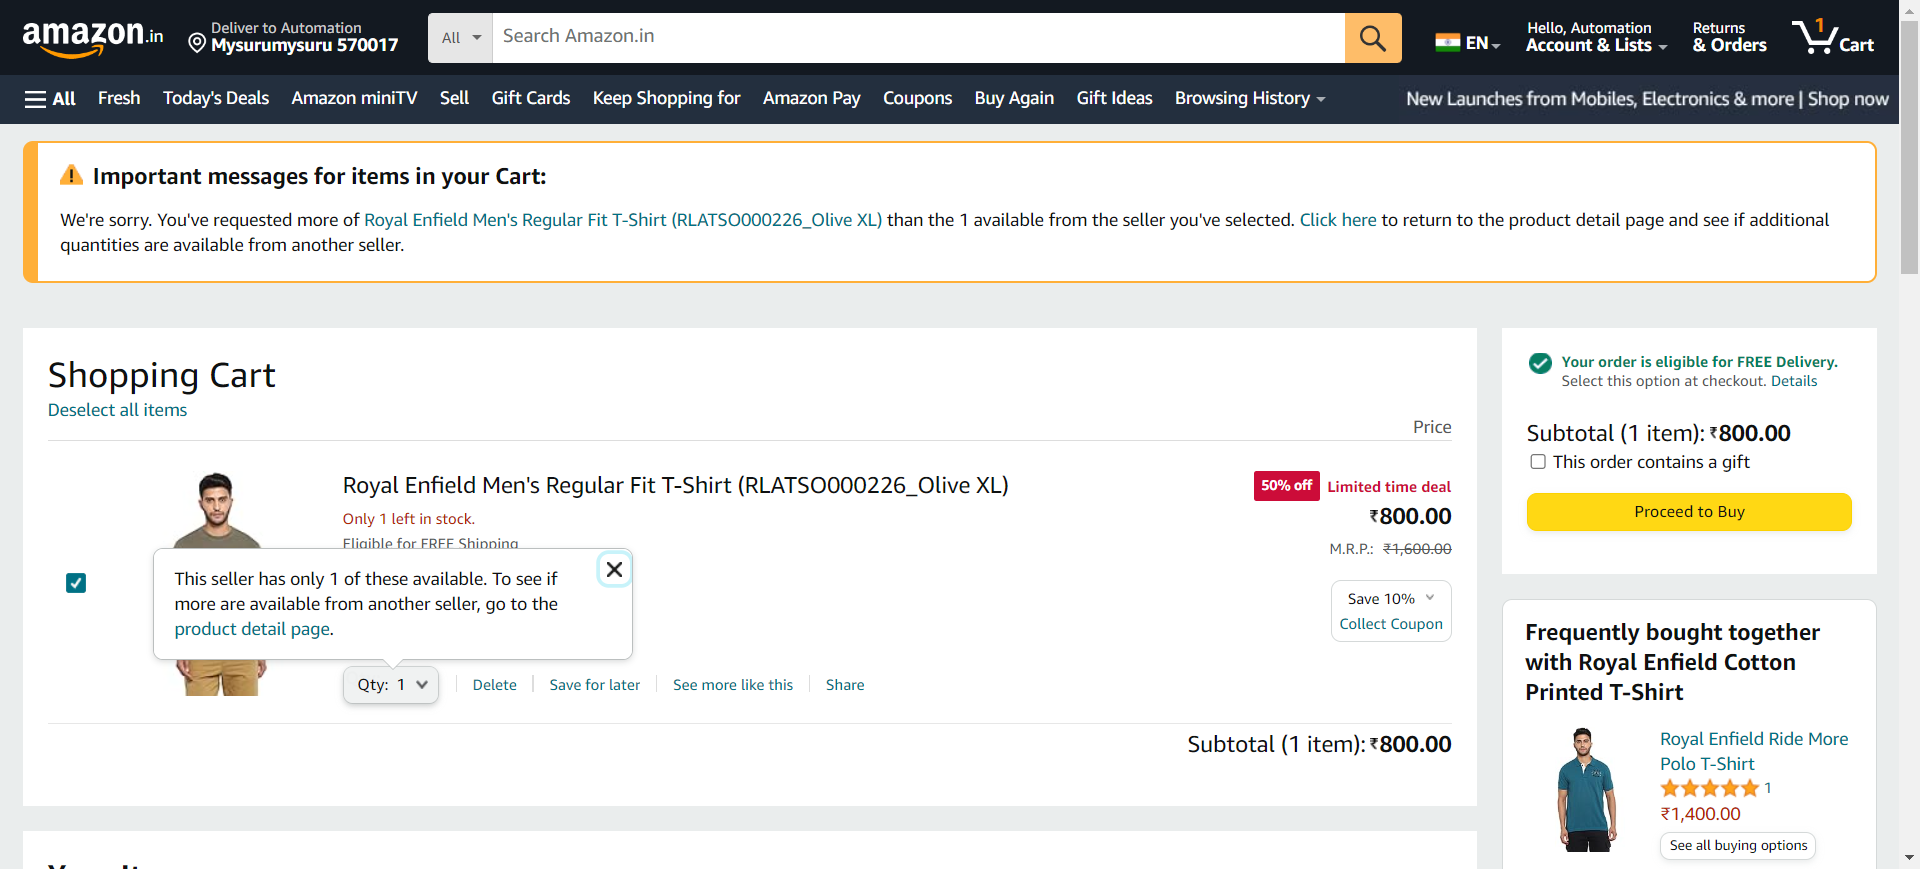 amazon.in
Deliver to Automation
Mysurumysuru 570017
All
Search Amazon.in
EN
Hello, Automation
Account & Lists
Returns
& Orders
1
Cart
All
Fresh
Today's Deals
Amazon miniTV
Sell
Gift Cards
Keep Shopping for
Amazon Pay
Coupons
Buy Again
Gift Ideas
Browsing History
New Launches from Mobiles, Electronics & more | Shop now
Important messages for items in your Cart:
We're sorry. You've requested more of Royal Enfield Men's Regular Fit T-Shirt (RLATSO000226_Olive XL) than the 1 available from the seller you've selected. Click here to return to the product detail page and see if additional
quantities are available from another seller.
Shopping Cart
Deselect all items
Price
Royal Enfield Men's Regular Fit T-Shirt (RLATSO000226_Olive XL)
Only 1 left in stock.
Eligible for FREE Shipping
This seller has only 1 of these available. To see if
more are available from another seller, go to the
product detail page.
Qty: 1
Delete
Save for later
See more like this
Share
50% off
Limited time deal
₹800.00
M.R.P.: ₹1,600.00
Save 10%
Collect Coupon
Subtotal (1 item): ₹800.00
Your order is eligible for FREE Delivery.
Select this option at checkout. Details
Subtotal (1 item): ₹800.00
This order contains a gift
Proceed to Buy
Frequently bought together
with Royal Enfield Cotton
Printed T-Shirt
Royal Enfield Ride More
Polo T-Shirt
1
₹1,400.00
See all buying options